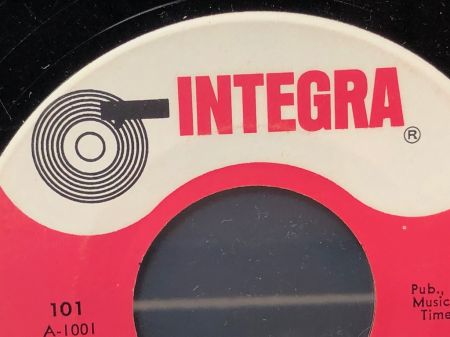 INTEGRA®
101
A-1001
Pub.,
Music
Time